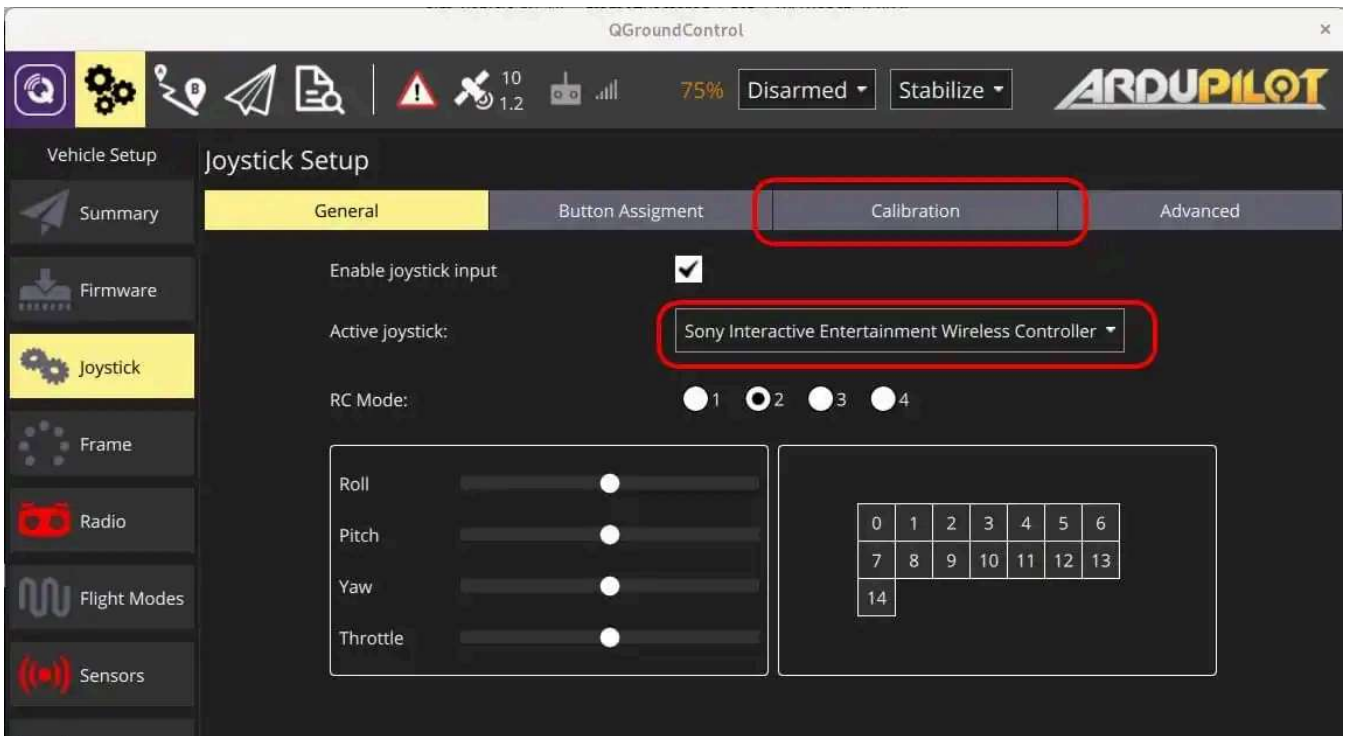 QGroundControl
10
1.2
75% Disarmed Stabilize ARDUPILOT
Vehicle Setup
Joystick Setup
Summary
General Button Assigment Calibration Advanced
Enable joystick input
Firmware
Active joystick: Sony Interactive Entertainment Wireless Controller
Joystick
RC Mode: 1 2 3 4
Frame
Roll
Radio
0 1 2 3 4 5 6
Pitch
7 8 9 10 11 12 13
Yaw
Flight Modes
14
Throttle
Sensors